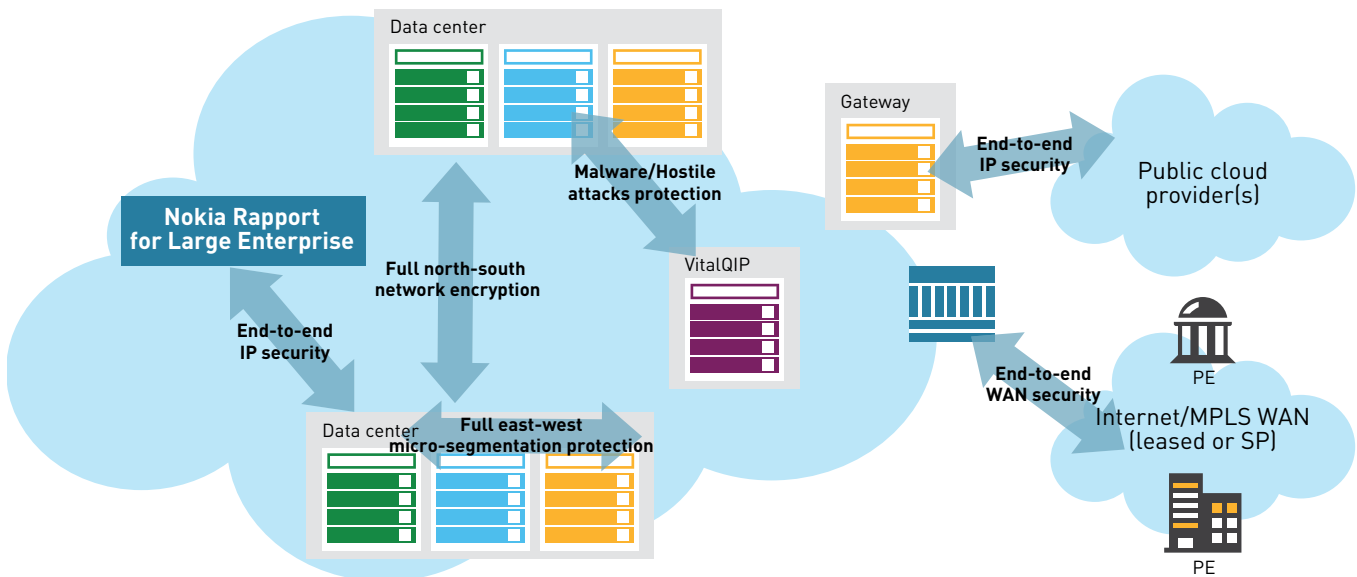 Data center
Gateway
End-to-end
IP security
Public cloud
provider(s)
Malware/Hostile
attacks protection
Nokia Rapport
for Large Enterprise
Full north-south
network encryption
VitalQIP
End-to-end
IP security
PE
End-to-end
WAN security
Internet/MPLS WAN
(leased or SP)
Data center
Full east-west
micro-segmentation protection
PE